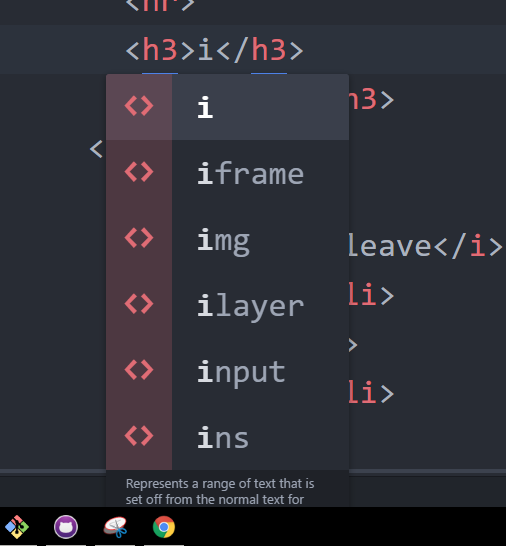 <hr>
<h3>i</h3>
i
h3>
<
iframe
img
leave</i>
ilayer
li>
>
input
li>
ins
Represents a range of text that is
set off from the normal text for